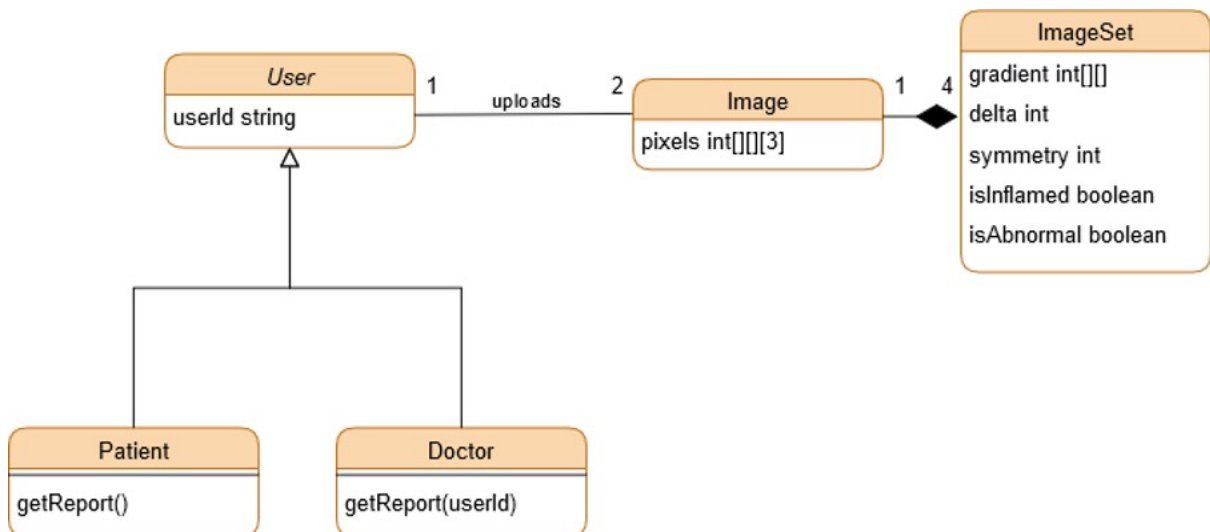 User
userId string
1
uploads
2
Image
pixels int[][][3]
1
4
ImageSet
gradient int[][]
delta int
symmetry int
isInflamed boolean
isAbnormal boolean
Patient
getReport()
Doctor
getReport(userId)